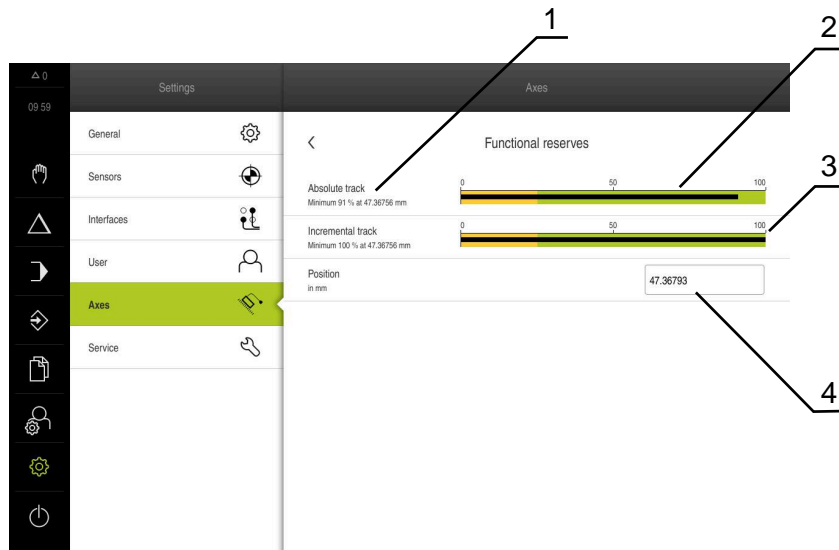 1
2
△ 0
Settings
Axes
09:59
General
Functional reserves
Sensors
Absolute track
Minimum 91 % at 47.36756 mm
0 50 100
3
Interfaces
Incremental track
Minimum 100 % at 47.36756 mm
0 50 100
User
Position
in mm
47.36793
Axes
Service
4